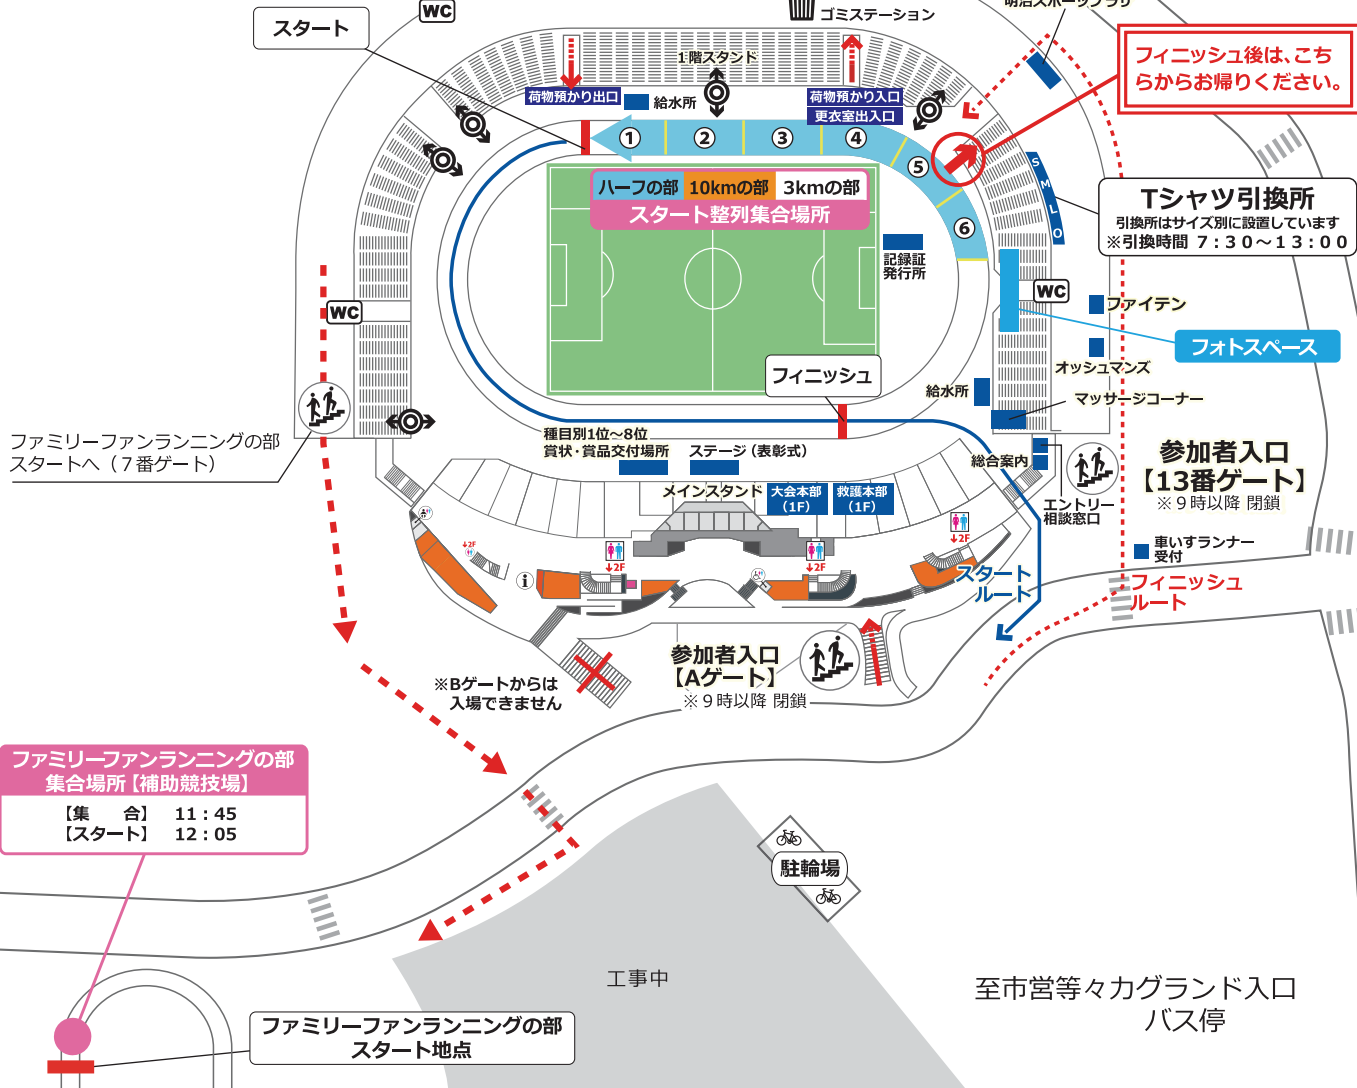 WC
ゴミステーション
スタート
1階スタンド
フィニッシュ後は、こち
らからお帰りください。
荷物預かり出口
給水所
荷物預かり入口
更衣室出入口
① ② ③ ④ ⑤ ⑥
ハーフの部 10kmの部 3kmの部
スタート整列集合場所
S
M
L
O
Tシャツ引換所
引換所はサイズ別に設置しています
※引換時間 7:30〜13:00
記録証
発行所
WC
WC
ファイテン
フォトスペース
オッシュマンズ
フィニッシュ
給水所
マッサージコーナー
ファミリーファンランニングの部
スタートへ（7番ゲート）
種目別1位〜8位
賞状・賞品交付場所
ステージ（表彰式）
総合案内
参加者入口
【13番ゲート】
※９時以降 閉鎖
メインスタンド
大会本部
（1F）
救護本部
（1F）
エントリー
相談窓口
車いすランナー
受付
↓2F
↓2F
↓2F
↓2F
i
スタート
ルート
フィニッシュ
ルート
参加者入口
【Aゲート】
※９時以降 閉鎖
※Bゲートからは
入場できません
ファミリーファンランニングの部
集合場所【補助競技場】
【集　合】 11：45
【スタート】 12：05
駐輪場
工事中
至市営等々力グランド入口
バス停
ファミリーファンランニングの部
スタート地点